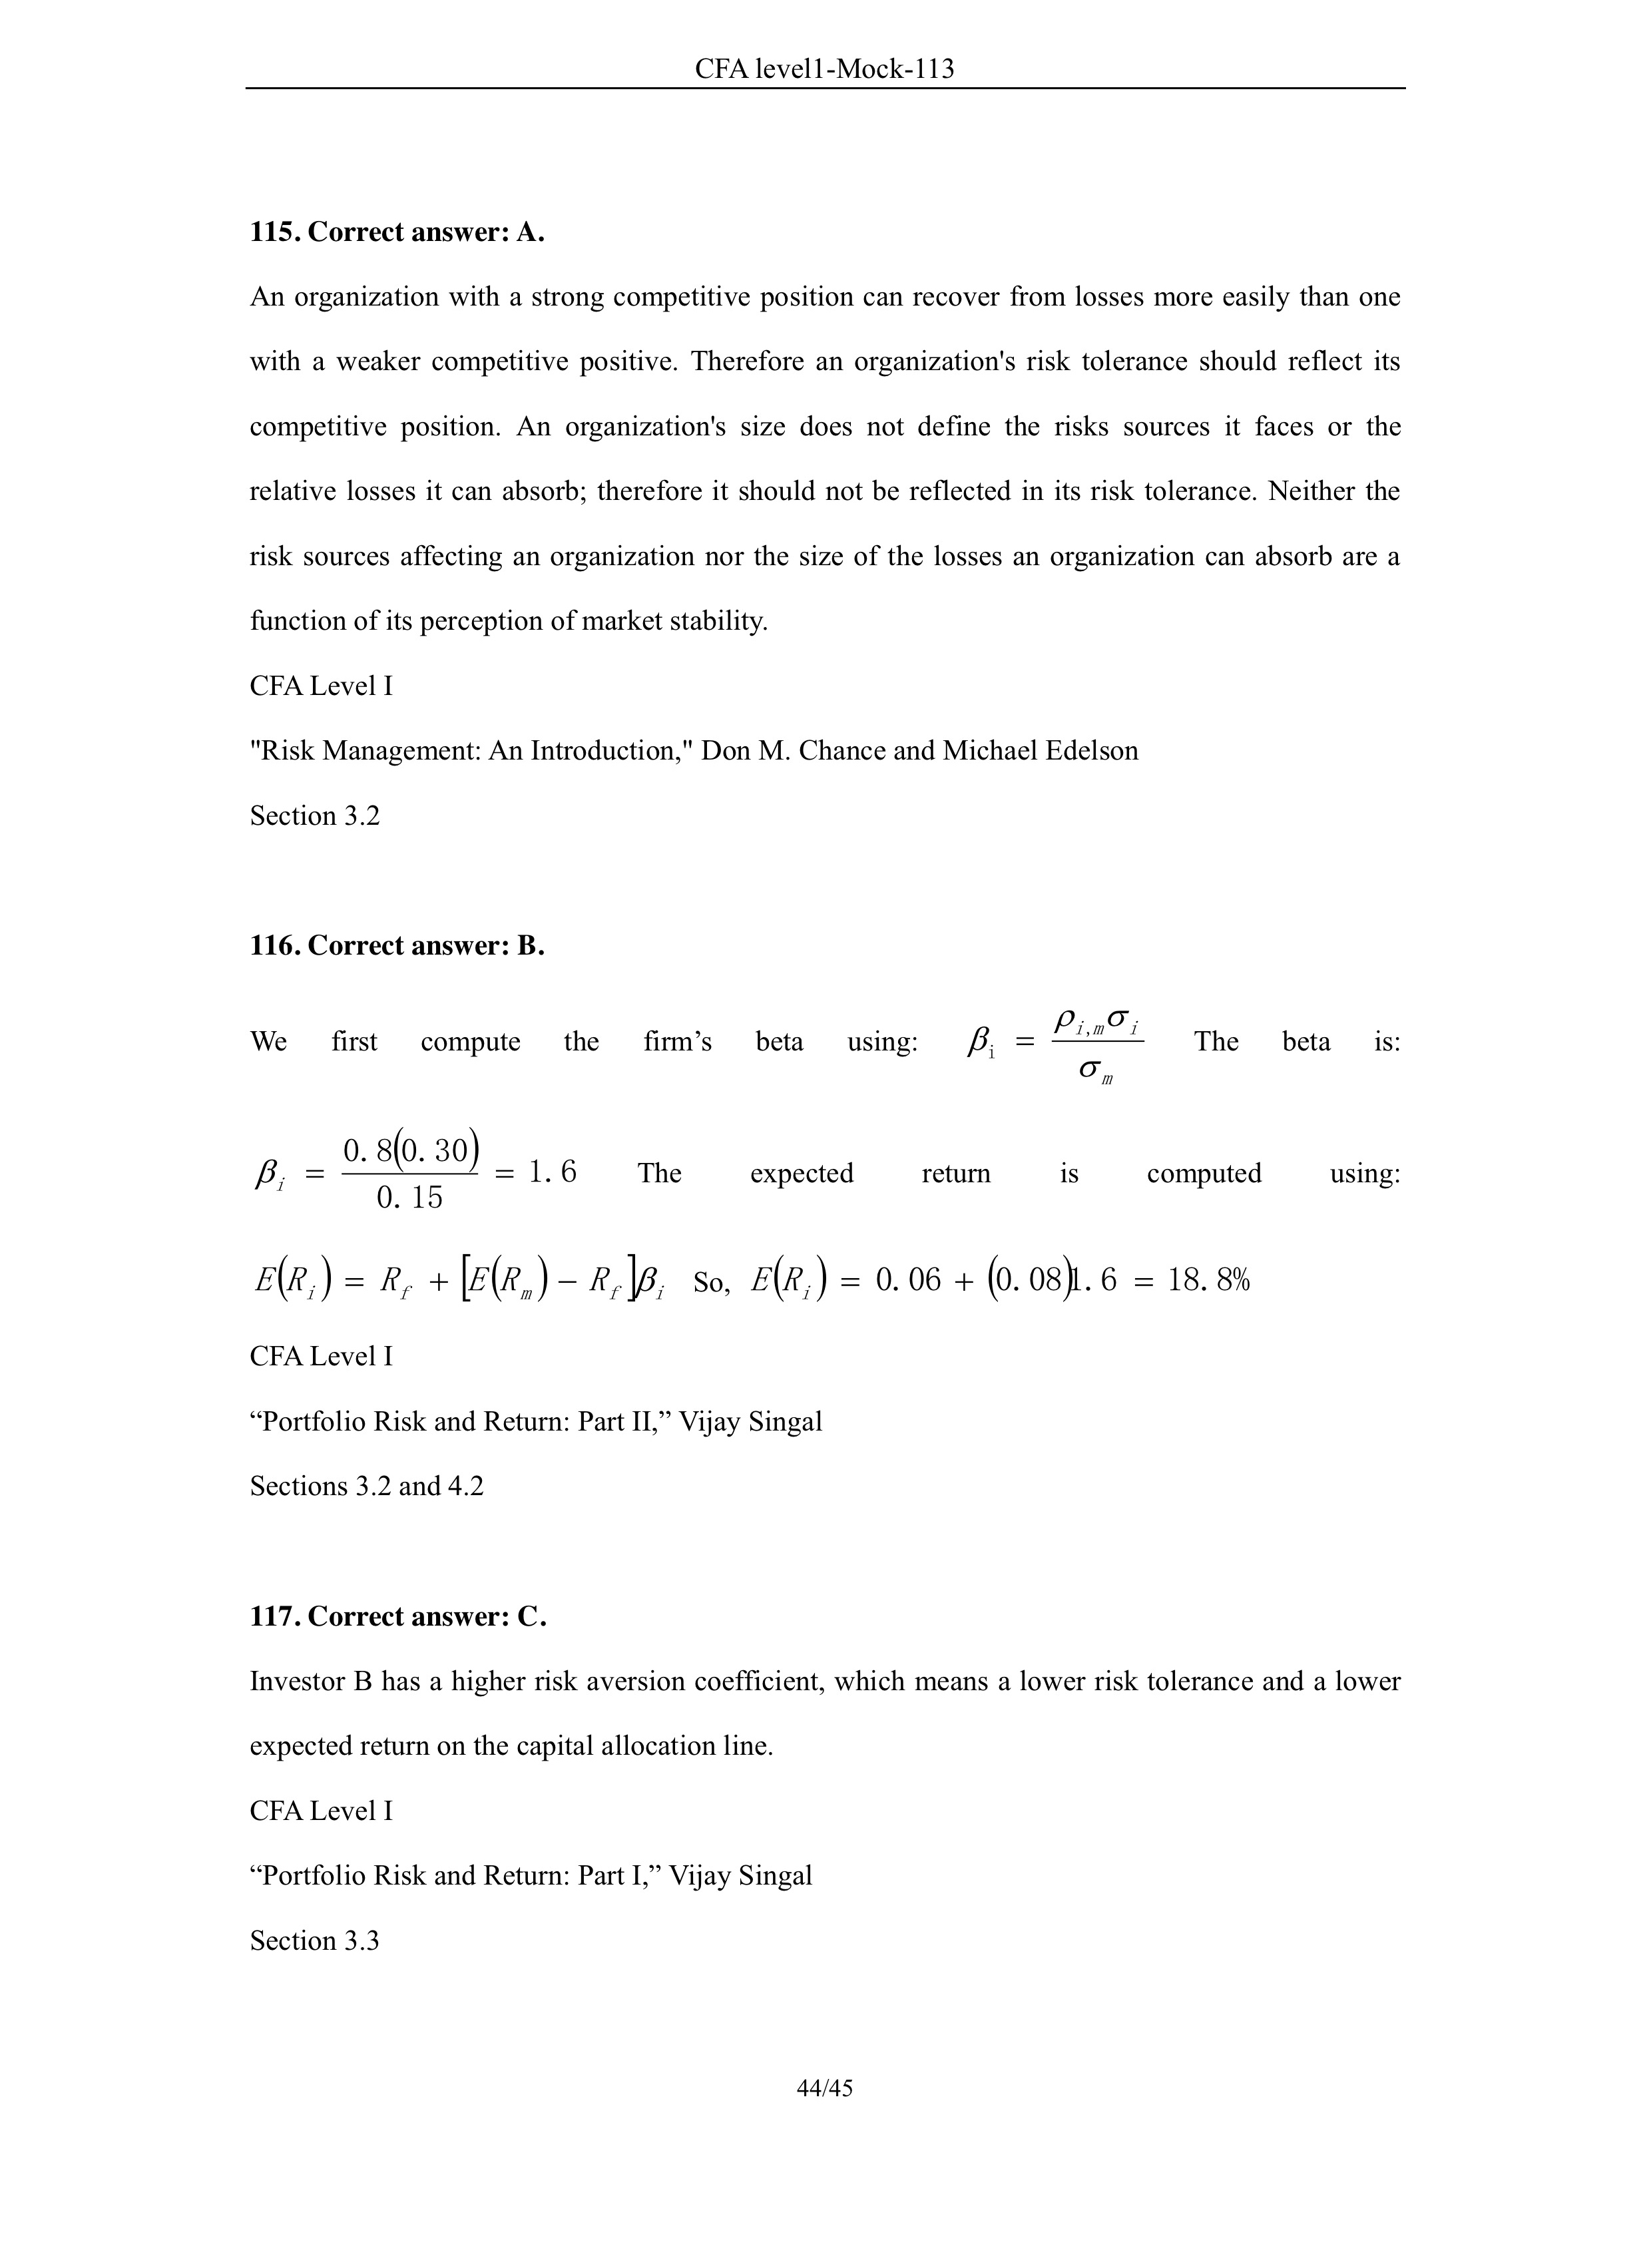 CFA level1-Mock-113
115. Correct answer: A.
An organization with a strong competitive position can recover from losses more easily than one
with a weaker competitive positive. Therefore an organization's risk tolerance should reflect its
competitive position. An organization's size does not define the risks sources it faces or the
relative losses it can absorb; therefore it should not be reflected in its risk tolerance. Neither the
risk sources affecting an organization nor the size of the losses an organization can absorb are a
function of its perception of market stability.
CFA Level I
"Risk Management: An Introduction," Don M. Chance and Michael Edelson
Section 3.2
116. Correct answer: B.
We first compute the firm’s beta using: β_i = ρ_{i,m}σ_i / σ_m The beta is:
β_i = 0.8(0.30) / 0.15 = 1.6 The expected return is computed using:
E(R_i) = R_f + [E(R_m) − R_f]β_i So, E(R_i) = 0.06 + (0.08)1.6 = 18.8%
CFA Level I
“Portfolio Risk and Return: Part II,” Vijay Singal
Sections 3.2 and 4.2
117. Correct answer: C.
Investor B has a higher risk aversion coefficient, which means a lower risk tolerance and a lower
expected return on the capital allocation line.
CFA Level I
“Portfolio Risk and Return: Part I,” Vijay Singal
Section 3.3
44/45